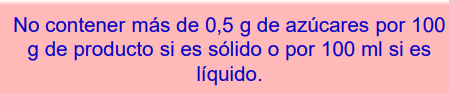 No contener más de 0,5 g de azúcares por 100
g de producto si es sólido o por 100 ml si es
líquido.